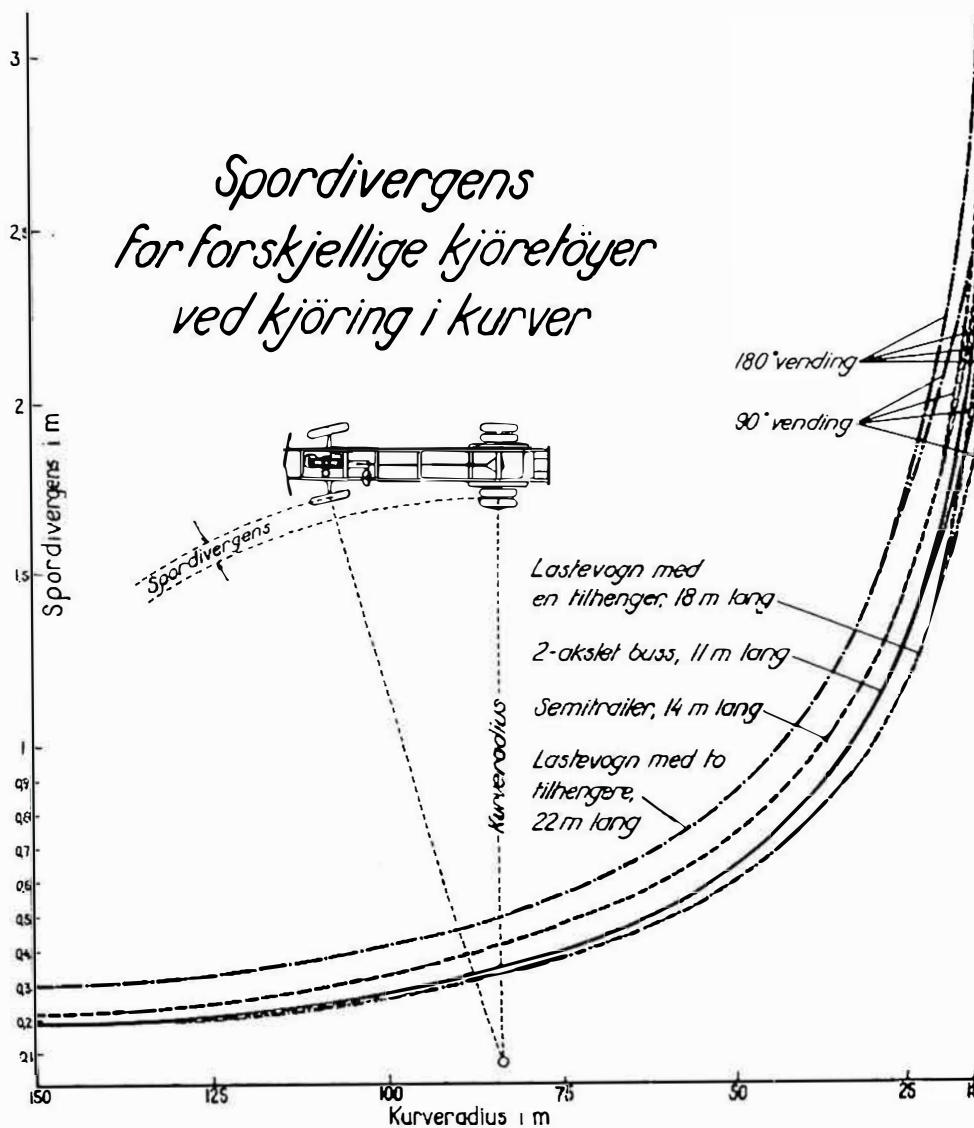 Spordivergens
for forskjellige kjöretöyer
ved kjöring i kurver
Spordivergens i m
3
2,5
2
1,5
1
0,9
0,8
0,7
0,6
0,5
0,4
0,3
0,2
0,1
180° vending
90° vending
Spordivergens
Kurveradius
Lastevogn med
en tilhenger, 18 m lang
2-akslet buss, 11 m lang
Semitrailer, 14 m lang
Lastevogn med to
tilhengere,
22 m lang
150
125
100
75
50
25
Kurveradius i m